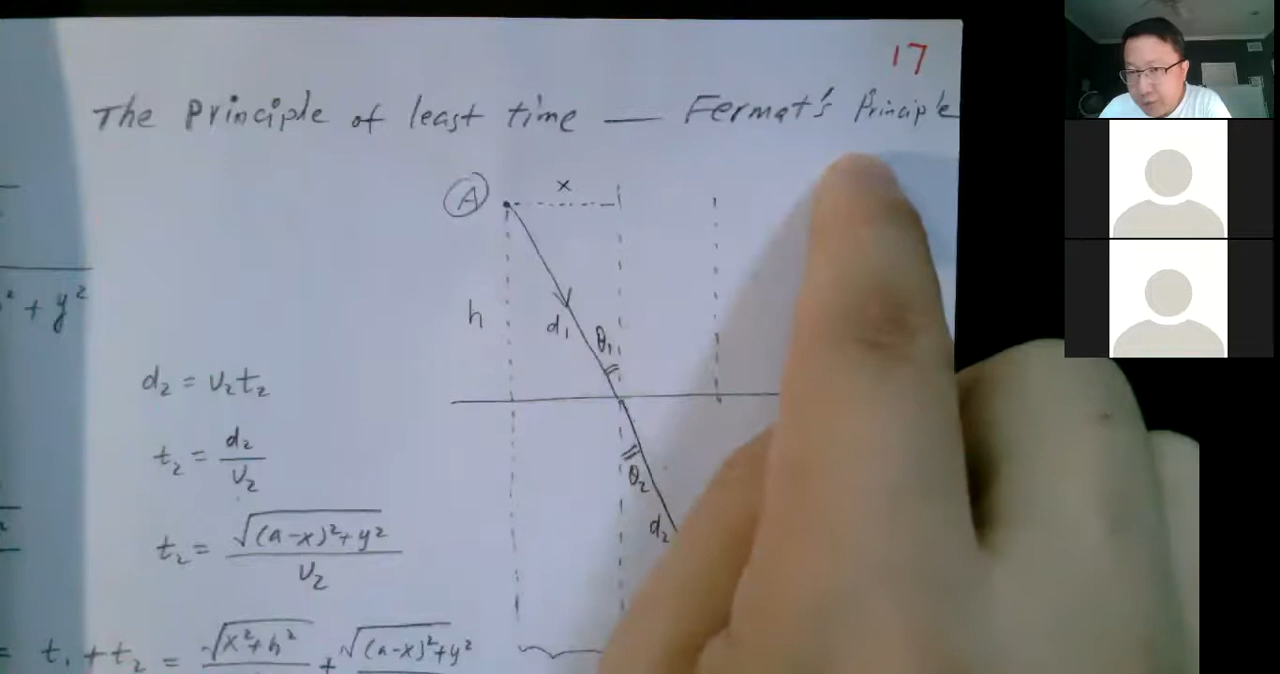 17
The Principle of least time — Fermat's Principle
A
x
h
d₁
θ₁
+ y²
d₂ = v₂t₂
t₂ = d₂/v₂
θ₂
d₂
t₂ = √((a-x)²+y²)/v₂
= t₁ + t₂ = √(x²+h²) + √((a-x)²+y²)